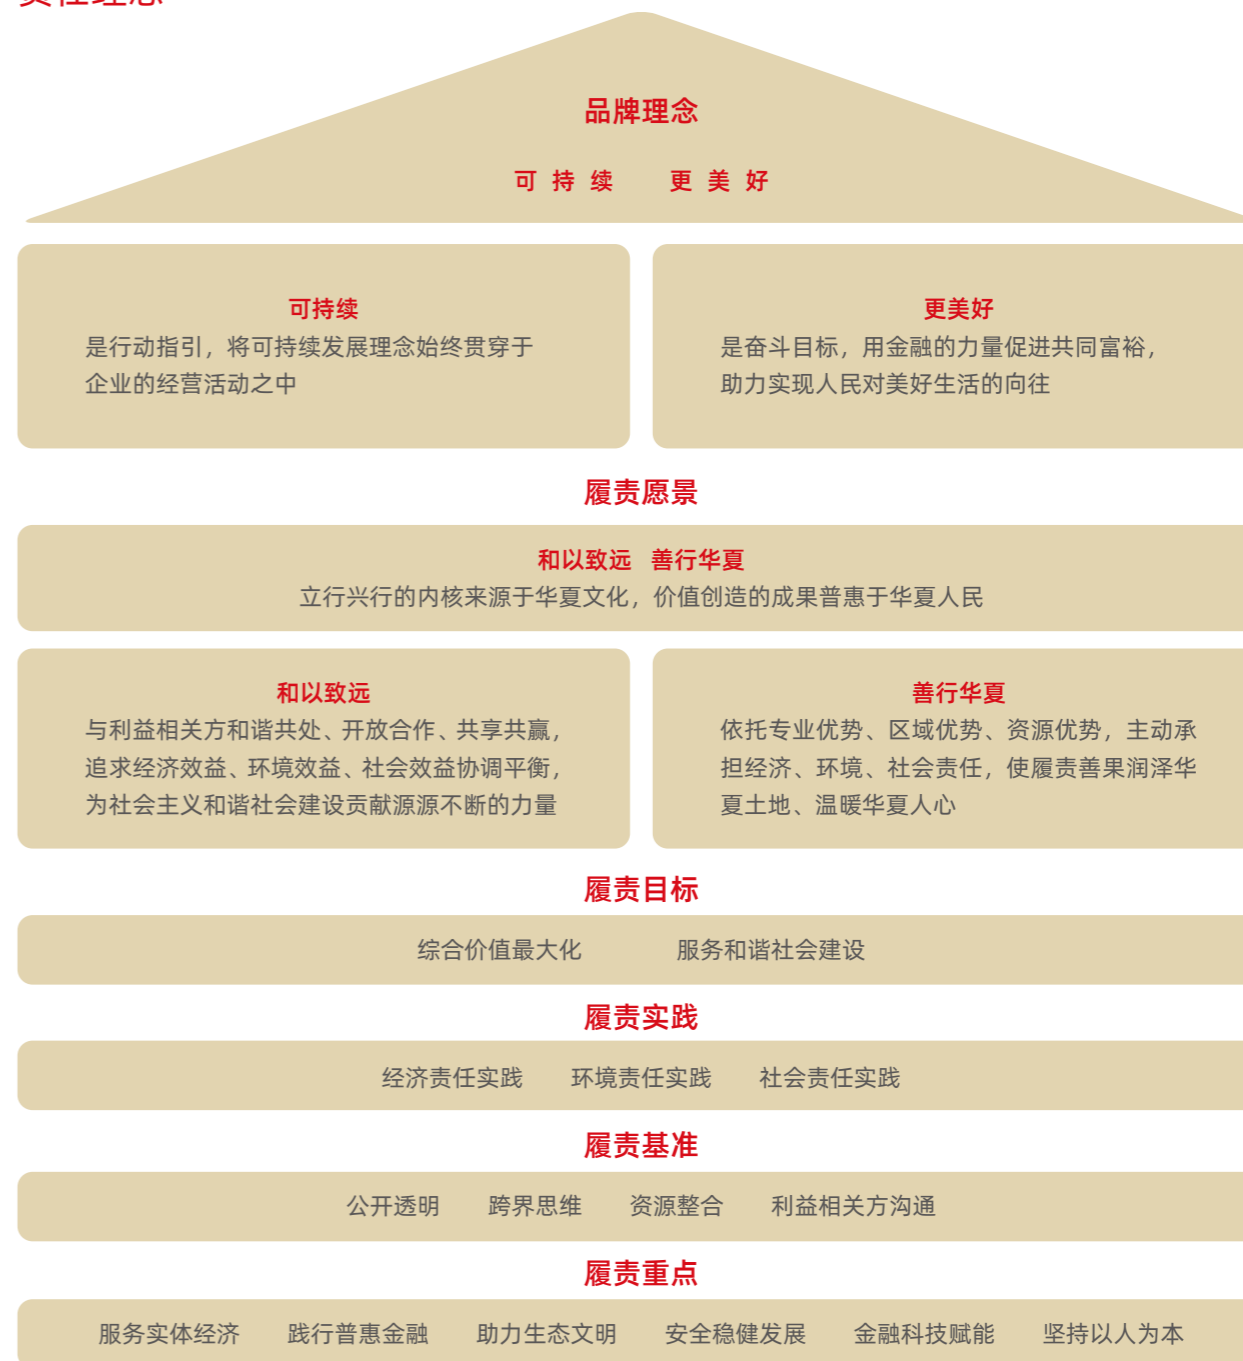 责任理念
品牌理念
可持续 更美好
可持续
是行动指引，将可持续发展理念始终贯穿于
企业的经营活动之中
更美好
是奋斗目标，用金融的力量促进共同富裕，
助力实现人民对美好生活的向往
履责愿景
和以致远 善行华夏
立行兴行的内核来源于华夏文化，价值创造的成果普惠于华夏人民
和以致远
与利益相关方和谐共处、开放合作、共享共赢，
追求经济效益、环境效益、社会效益协调平衡，
为社会主义和谐社会建设贡献源源不断的力量
善行华夏
依托专业优势、区域优势、资源优势，主动承
担经济、环境、社会责任，使履责善果润泽华
夏土地、温暖华夏人心
履责目标
综合价值最大化 服务和谐社会建设
履责实践
经济责任实践 环境责任实践 社会责任实践
履责基准
公开透明 跨界思维 资源整合 利益相关方沟通
履责重点
服务实体经济 践行普惠金融 助力生态文明 安全稳健发展 金融科技赋能 坚持以人为本